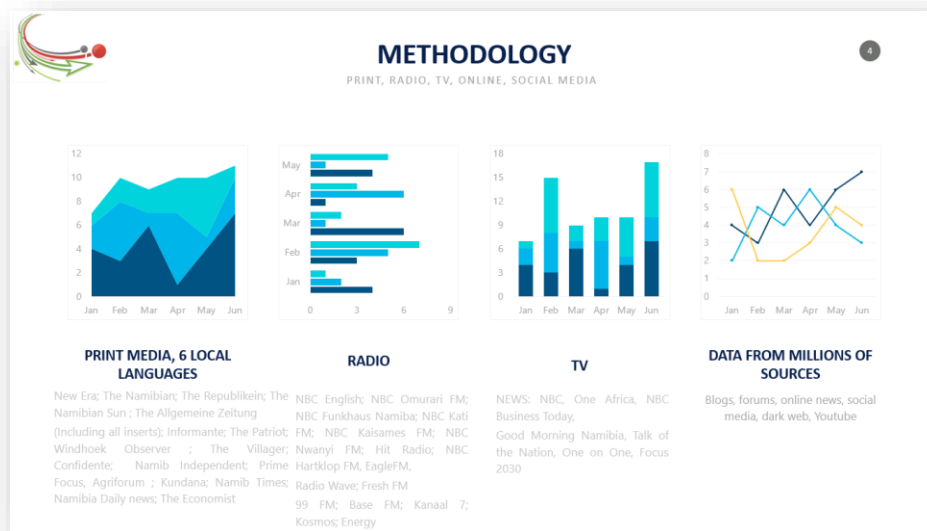 METHODOLOGY
4
PRINT, RADIO, TV, ONLINE, SOCIAL MEDIA
12
10
8
6
4
2
0
Jan Feb Mar Apr May Jun
May
Apr
Mar
Feb
Jan
0 3 6 9
18
15
12
9
6
3
0
Jan Feb Mar Apr May Jun
8
7
6
5
4
3
2
1
0
Jan Feb Mar Apr May Jun
PRINT MEDIA, 6 LOCAL
LANGUAGES
New Era; The Namibian; The Republikein; The
Namibian Sun ; The Allgemeine Zeitung
(Including all inserts); Informante; The Patriot;
Windhoek Observer ; The Villager;
Confidente; Namib Independent; Prime
Focus, Agriforum ; Kundana; Namib Times;
Namibia Daily news; The Economist
RADIO
NBC English; NBC Omurari FM;
NBC Funkhaus Namiba; NBC Kati
FM; NBC Kaisames FM; NBC
Nwanyi FM; Hit Radio; NBC
Hartklop FM, EagleFM,
Radio Wave; Fresh FM
99 FM; Base FM; Kanaal 7;
Kosmos; Energy
TV
NEWS: NBC, One Africa, NBC
Business Today,
Good Morning Namibia, Talk of
the Nation, One on One, Focus
2030
DATA FROM MILLIONS OF
SOURCES
Blogs, forums, online news, social
media, dark web, Youtube